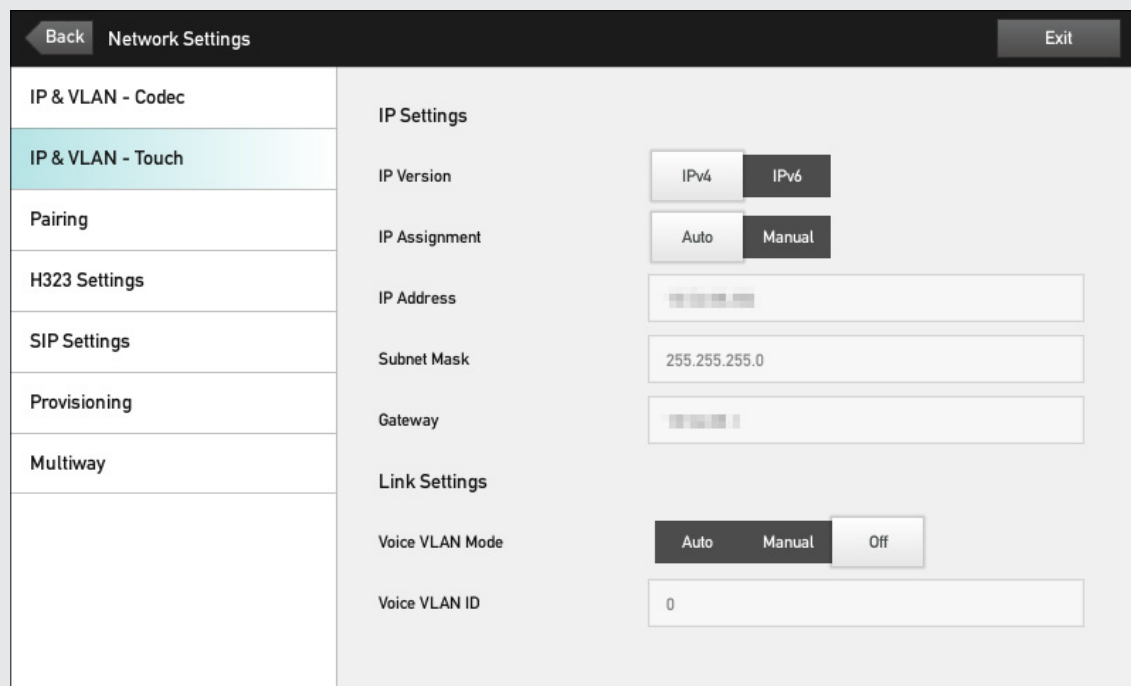 Back Network Settings Exit
IP & VLAN - Codec
IP & VLAN - Touch
Pairing
H323 Settings
SIP Settings
Provisioning
Multiway
IP Settings
IP Version IPv4 IPv6
IP Assignment Auto Manual
IP Address
Subnet Mask 255.255.255.0
Gateway
Link Settings
Voice VLAN Mode Auto Manual Off
Voice VLAN ID 0